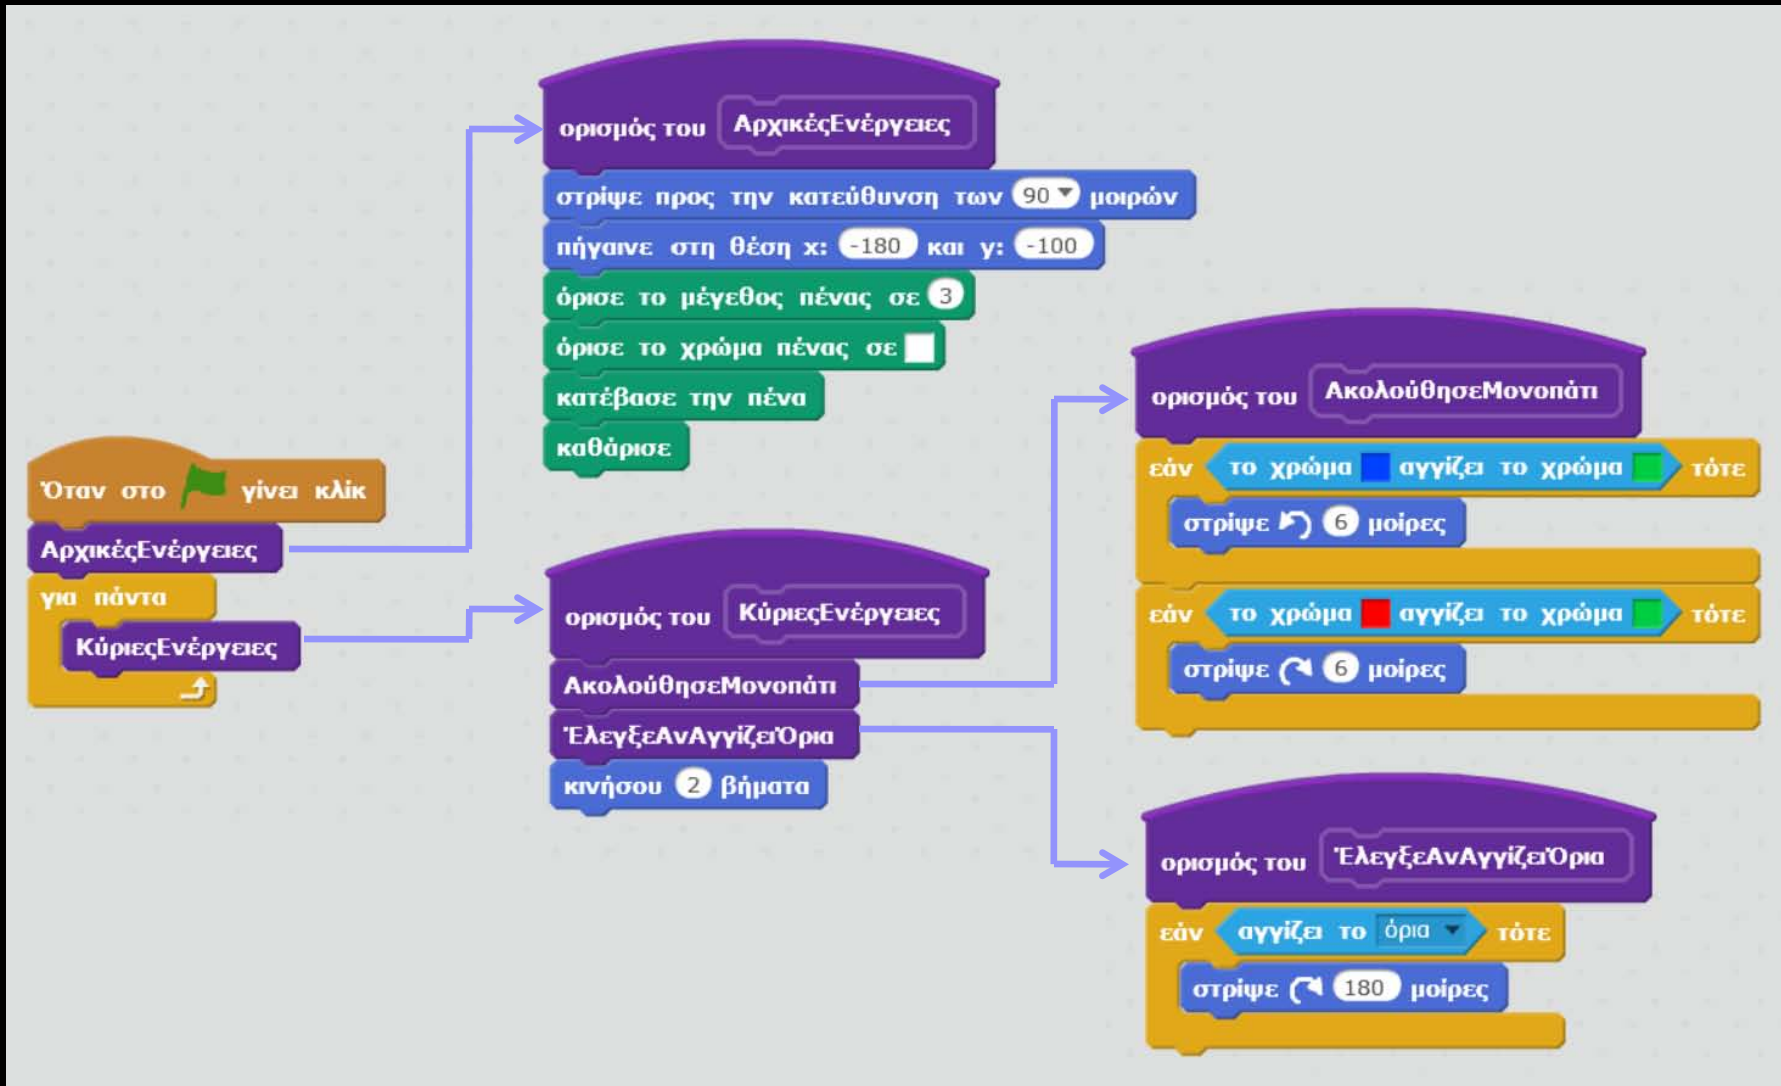 Όταν στο γίνει κλίκ
ΑρχικέςΕνέργειες
για πάντα
ΚύριεςΕνέργειες
ορισμός του ΑρχικέςΕνέργειες
στρίψε προς την κατεύθυνση των 90 μοιρών
πήγαινε στη θέση x: -180 και y: -100
όρισε το μέγεθος πένας σε 3
όρισε το χρώμα πένας σε
κατέβασε την πένα
καθάρισε
ορισμός του ΚύριεςΕνέργειες
ΑκολούθησεΜονοπάτι
ΈλεγξεΑνΑγγίζειΌρια
κινήσου 2 βήματα
ορισμός του ΑκολούθησεΜονοπάτι
εάν το χρώμα αγγίζει το χρώμα τότε
στρίψε 6 μοίρες
εάν το χρώμα αγγίζει το χρώμα τότε
στρίψε 6 μοίρες
ορισμός του ΈλεγξεΑνΑγγίζειΌρια
εάν αγγίζει το όρια τότε
στρίψε 180 μοίρες